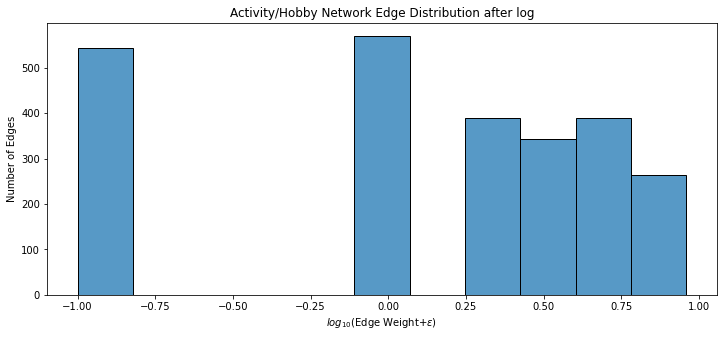 Activity/Hobby Network Edge Distribution after log
Number of Edges
500
400
300
200
100
0
−1.00 −0.75 −0.50 −0.25 0.00 0.25 0.50 0.75 1.00
log₁₀(Edge Weight+ε)